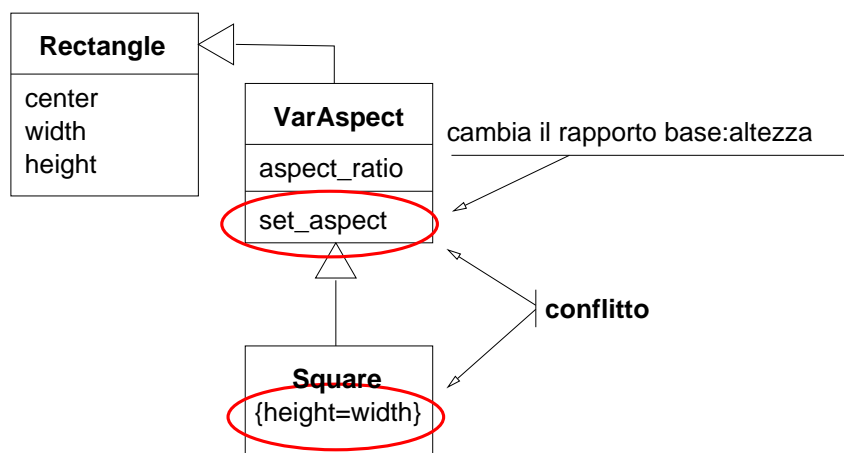 Rectangle
center
width
height
VarAspect
aspect_ratio
set_aspect
cambia il rapporto base:altezza
conflitto
Square
{height=width}